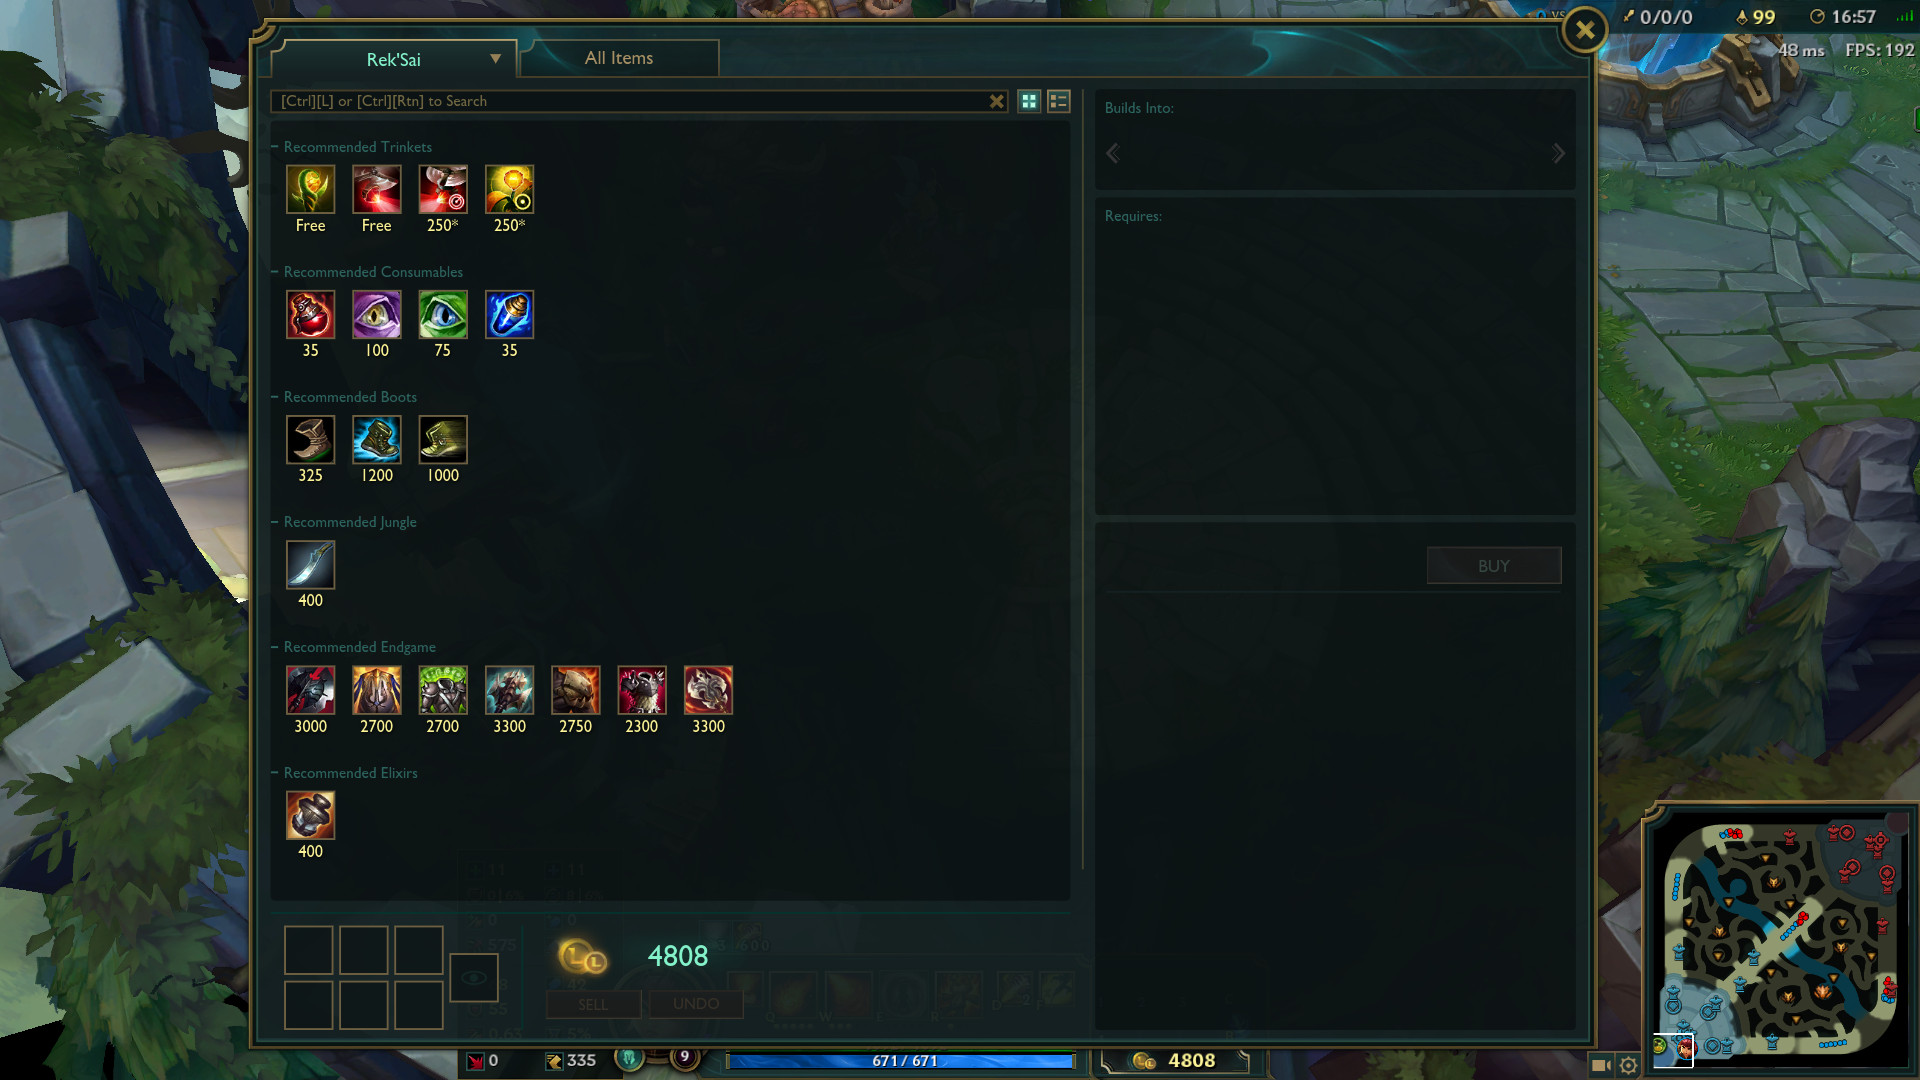 VS 0/0/0 99 16:57
48 ms FPS: 192
Rek'Sai
All Items
[Ctrl][L] or [Ctrl][Rtn] to Search
Builds Into:
Requires:
BUY
Recommended Trinkets
Free Free 250* 250*
Recommended Consumables
35 100 75 35
Recommended Boots
325 1200 1000
Recommended Jungle
400
Recommended Endgame
3000 2700 2700 3300 2750 2300 3300
Recommended Elixirs
400
4808
SELL UNDO
0 335 9 671 / 671 4808